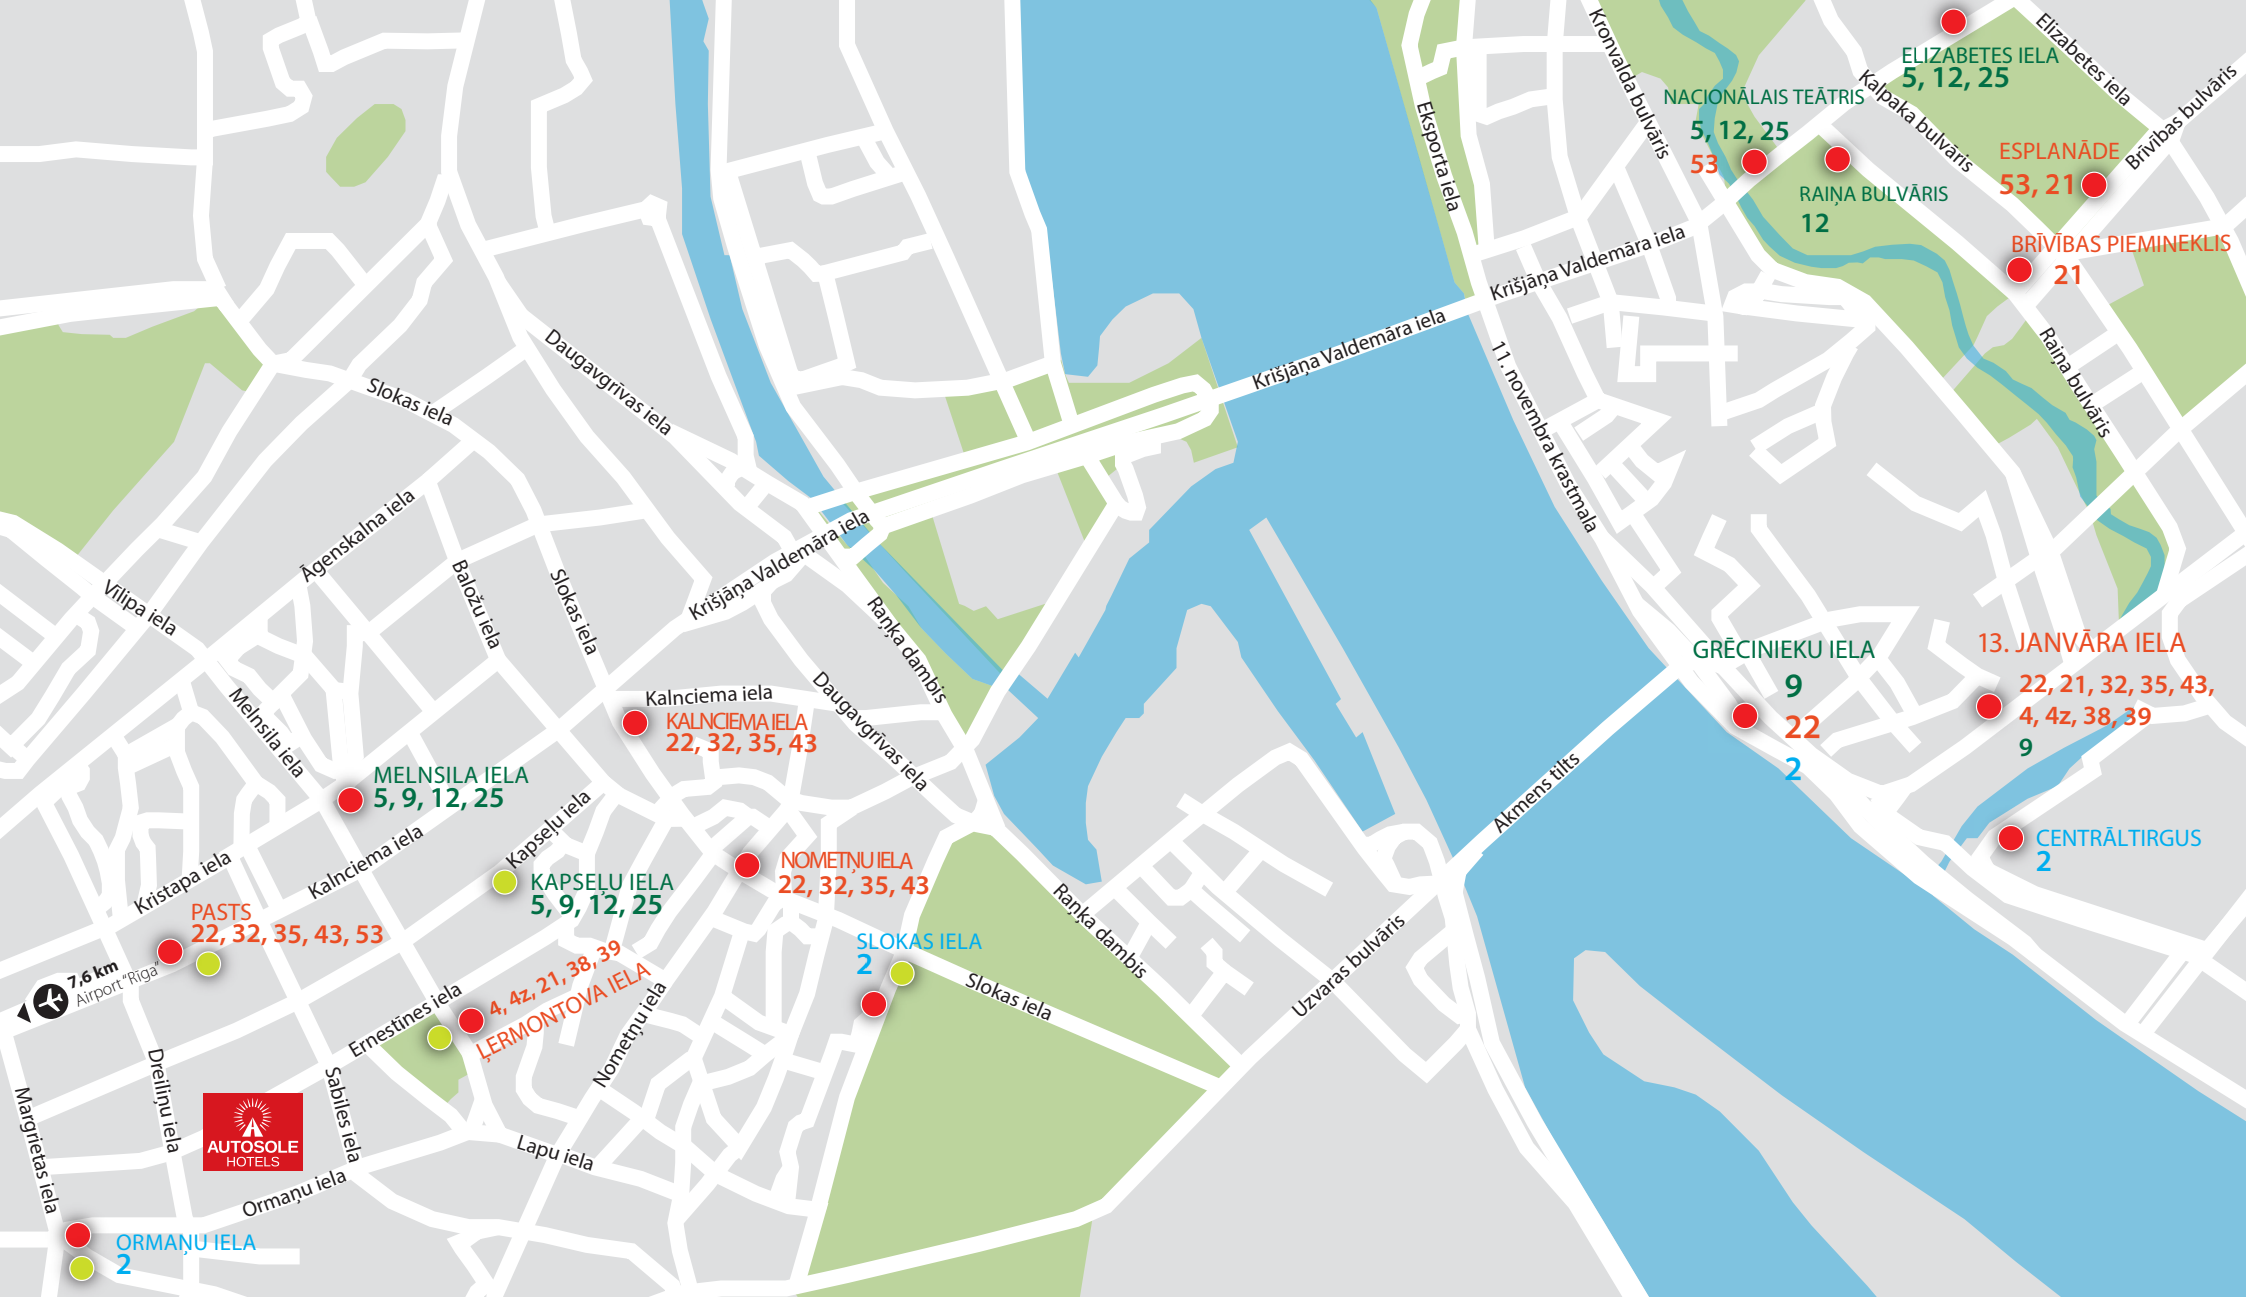 Kronvalda bulvāris
Elizabetes iela
ELIZABETES IELA
5, 12, 25
Brīvības bulvāris
Kalpaka bulvāris
NACIONĀLAIS TEĀTRIS
5, 12, 25
53
Eksporta iela
ESPLANĀDE
53, 21
RAIŅA BULVĀRIS
12
BRĪVĪBAS PIEMINEKLIS
21
Krišjāņa Valdemāra iela
Krišjāņa Valdemāra iela
Raiņa bulvāris
11. novembra krastmala
Daugavgrīvas iela
Slokas iela
Āgenskalna iela
Krišjāņa Valdemāra iela
Baložu iela
Slokas iela
Vilipa iela
Raņka dambis
Melnsila iela
Kalnciema iela
KALNCIEMA IELA
22, 32, 35, 43
Daugavgrīvas iela
GRĒCINIEKU IELA
9
22
2
13. JANVĀRA IELA
22, 21, 32, 35, 43,
4, 4z, 38, 39
9
MELNSILA IELA
5, 9, 12, 25
Akmens tilts
CENTRĀLTIRGUS
2
Kapseļu iela
Kalnciema iela
Kristapa iela
KAPSEĻU IELA
5, 9, 12, 25
NOMETŅU IELA
22, 32, 35, 43
PASTS
22, 32, 35, 43, 53
Raņka dambis
Uzvaras bulvāris
SLOKAS IELA
2
Slokas iela
7,6 km
Airport "Rīga"
4, 4z, 21, 38, 39
ĻERMONTOVA IELA
Ernestīnes iela
Nometņu iela
Dreiliņu iela
Sabiles iela
Margrietas iela
AUTOSOLE
HOTELS
Lapu iela
Ormaņu iela
ORMAŅU IELA
2